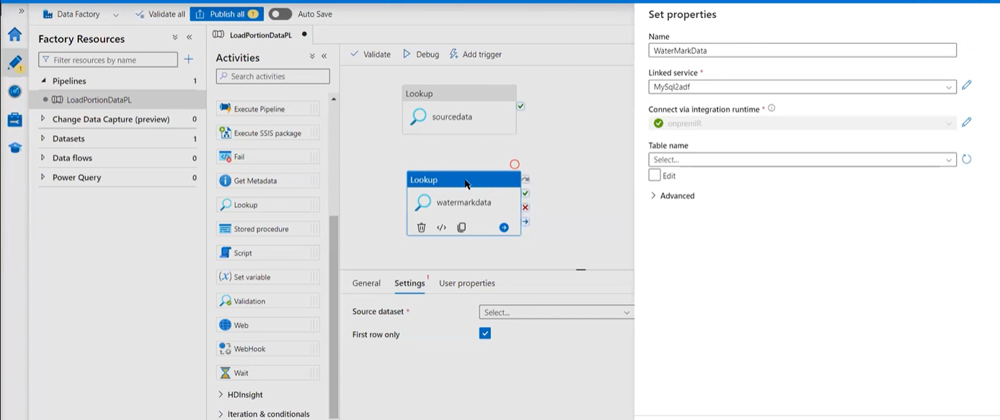 Data Factory
Validate all
Publish all 1
Auto Save
Factory Resources
Filter resources by name
Pipelines 1
LoadPortionDataPL
Change Data Capture (preview) 0
Datasets 1
Data flows 0
Power Query 0
LoadPortionDataPL
Activities
Search activities
Execute Pipeline
Execute SSIS package
Fail
Get Metadata
Lookup
Stored procedure
Script
Set variable
Validation
Web
WebHook
Wait
HDInsight
Iteration & conditionals
Validate
Debug
Add trigger
Lookup
sourcedata
Lookup
watermarkdata
General
Settings 1
User properties
Source dataset *
Select...
First row only
Set properties
Name
WaterMarkData
Linked service *
MySql2adf
Connect via integration runtime *
onpremIR
Table name
Select...
Edit
Advanced